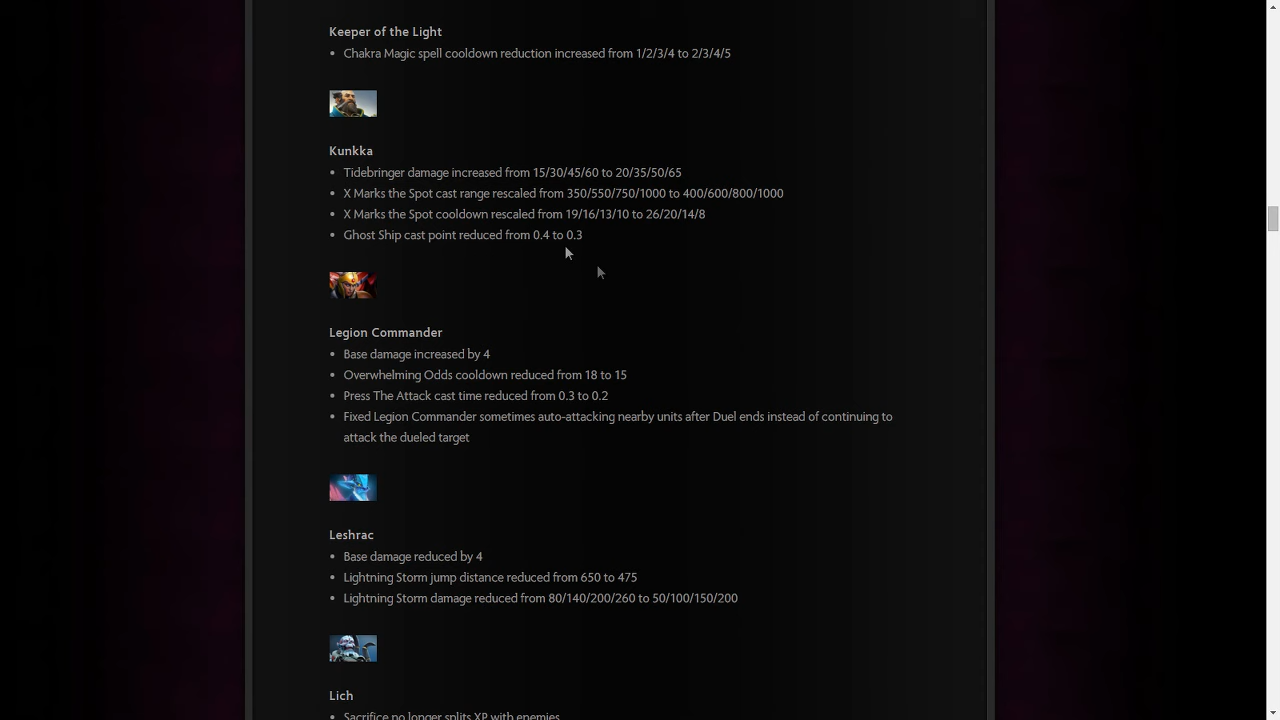 Keeper of the Light
• Chakra Magic spell cooldown reduction increased from 1/2/3/4 to 2/3/4/5
Kunkka
• Tidebringer damage increased from 15/30/45/60 to 20/35/50/65
• X Marks the Spot cast range rescaled from 350/550/750/1000 to 400/600/800/1000
• X Marks the Spot cooldown rescaled from 19/16/13/10 to 26/20/14/8
• Ghost Ship cast point reduced from 0.4 to 0.3
Legion Commander
• Base damage increased by 4
• Overwhelming Odds cooldown reduced from 18 to 15
• Press The Attack cast time reduced from 0.3 to 0.2
• Fixed Legion Commander sometimes auto-attacking nearby units after Duel ends instead of continuing to
attack the dueled target
Leshrac
• Base damage reduced by 4
• Lightning Storm jump distance reduced from 650 to 475
• Lightning Storm damage reduced from 80/140/200/260 to 50/100/150/200
Lich
• Sacrifice no longer splits XP with enemies